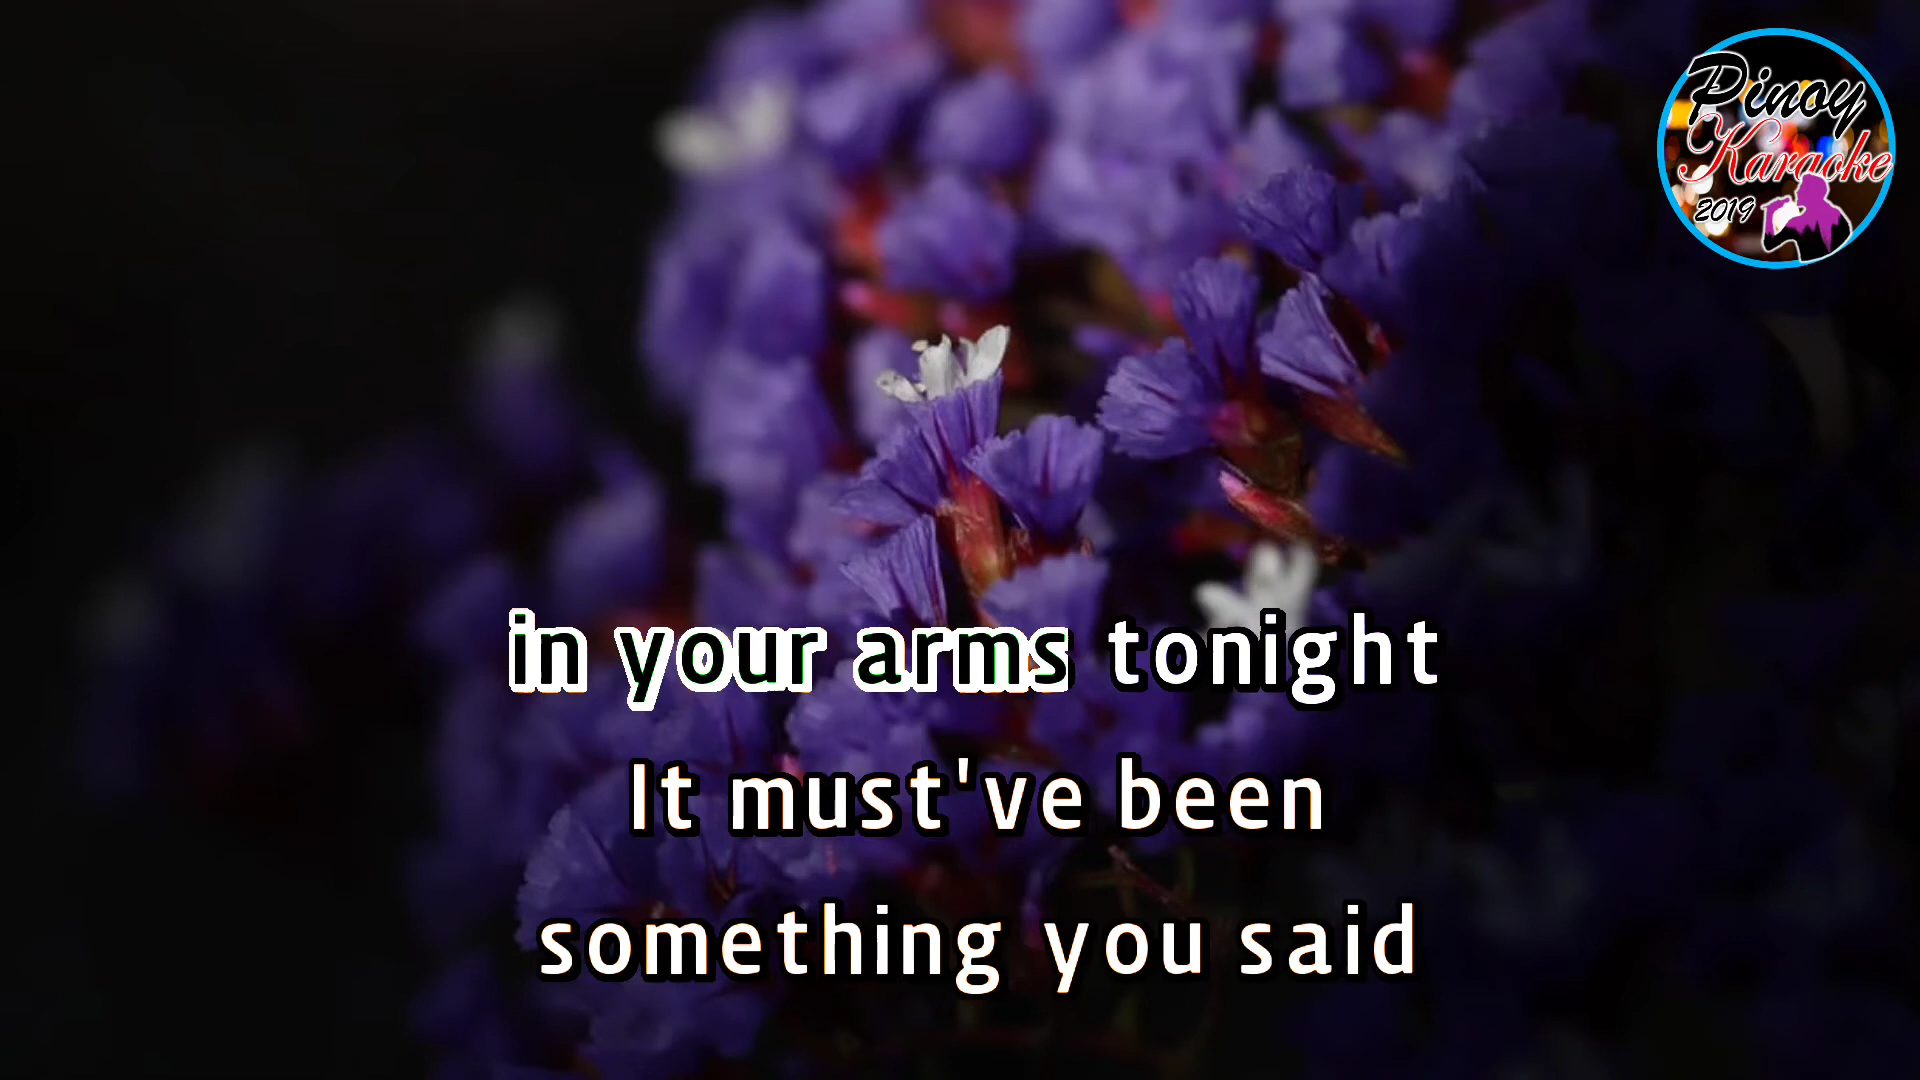 Pinoy
Karaoke
2019
in your arms tonight
It must've been
something you said